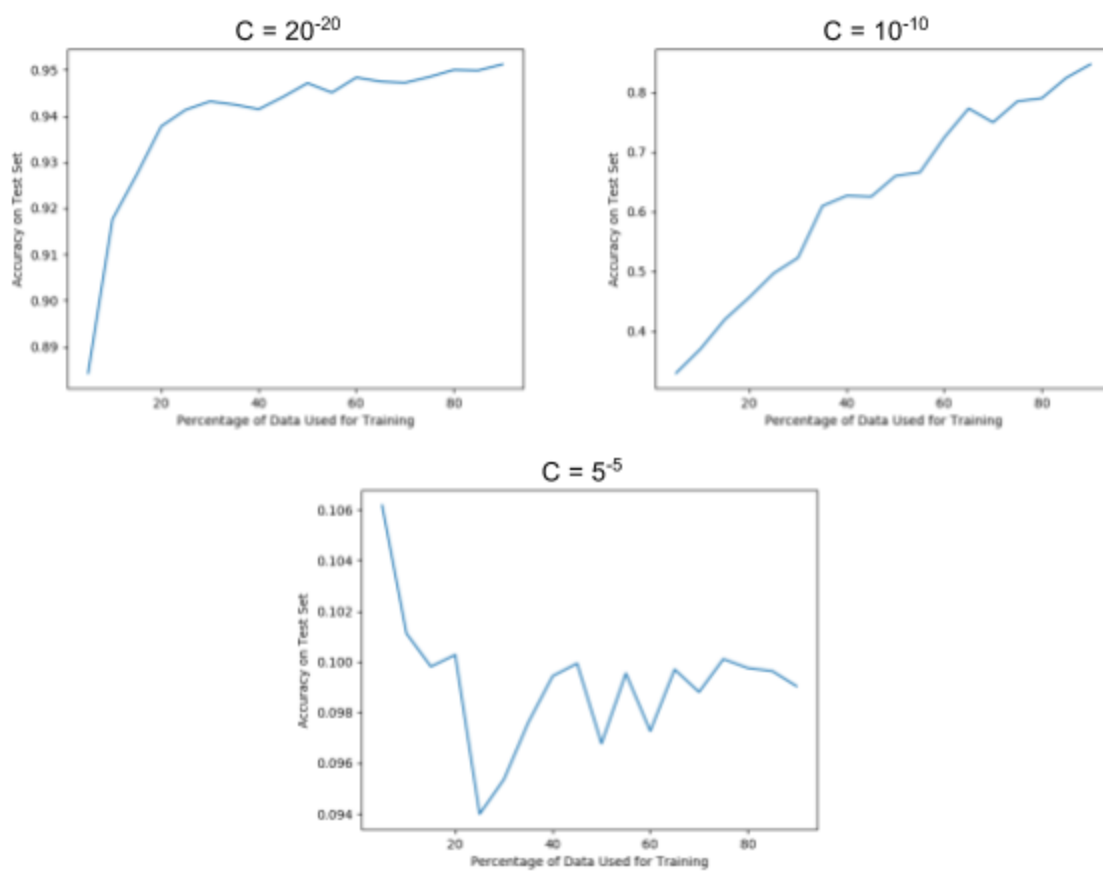 C = 20⁻²⁰
0.95
0.94
0.93
0.92
0.91
0.90
0.89
Accuracy on Test Set
20 40 60 80
Percentage of Data Used for Training
C = 10⁻¹⁰
0.8
0.7
0.6
0.5
0.4
Accuracy on Test Set
20 40 60 80
Percentage of Data Used for Training
C = 5⁻⁵
0.106
0.104
0.102
0.100
0.098
0.096
0.094
Accuracy on Test Set
20 40 60 80
Percentage of Data Used for Training